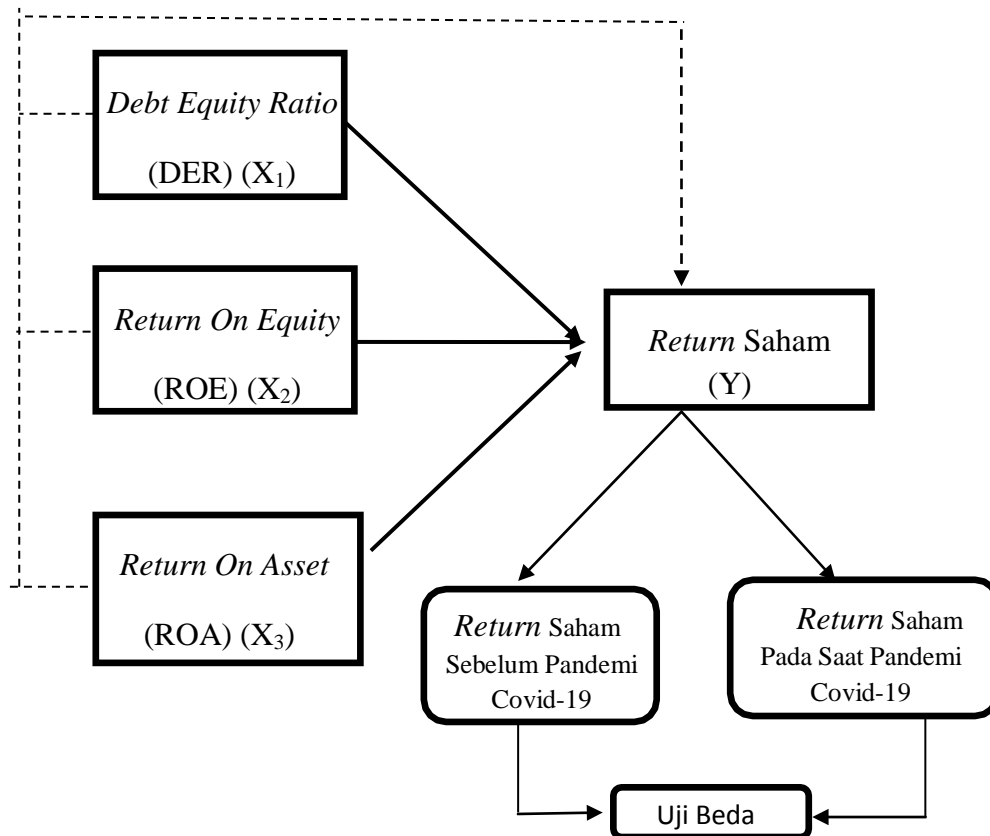 Debt Equity Ratio
(DER) (X₁)
Return On Equity
(ROE) (X₂)
Return On Asset
(ROA) (X₃)
Return Saham
(Y)
Return Saham
Sebelum Pandemi
Covid-19
Return Saham
Pada Saat Pandemi
Covid-19
Uji Beda